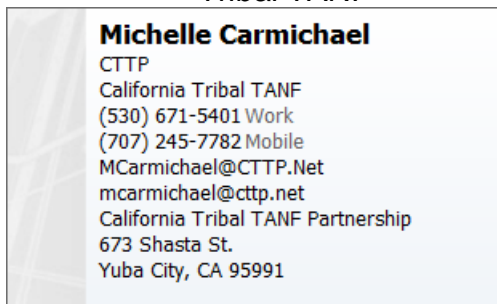 Michelle Carmichael
CTTP
California Tribal TANF
(530) 671-5401 Work
(707) 245-7782 Mobile
MCarmichael@CTTP.Net
mcarmichael@cttp.net
California Tribal TANF Partnership
673 Shasta St.
Yuba City, CA 95991